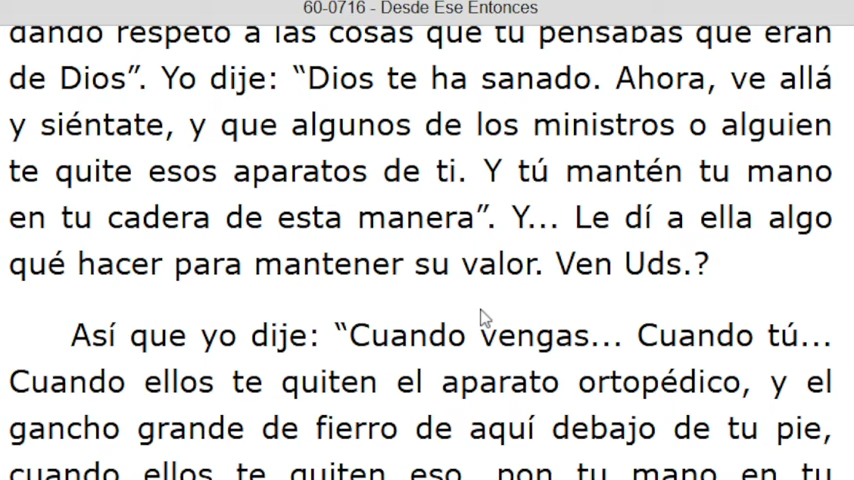 60-0716 - Desde Ese Entonces
dando respeto a las cosas que tú pensabas que eran
de Dios”. Yo dije: “Dios te ha sanado. Ahora, ve allá
y siéntate, y que algunos de los ministros o alguien
te quite esos aparatos de ti. Y tú mantén tu mano
en tu cadera de esta manera”. Y... Le dí a ella algo
qué hacer para mantener su valor. Ven Uds.?
Así que yo dije: “Cuando vengas... Cuando tú...
Cuando ellos te quiten el aparato ortopédico, y el
gancho grande de fierro de aquí debajo de tu pie,
cuando ellos te quiten eso, pon tu mano en tu